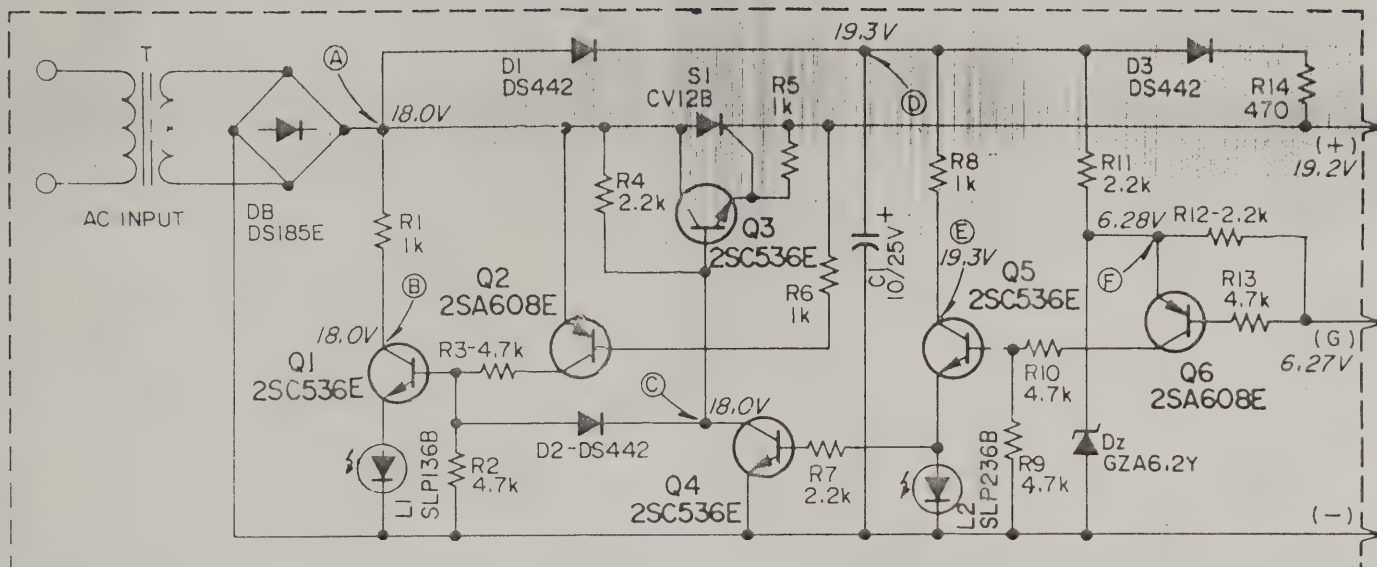 T
AC INPUT
DB
DS185E
A
18.0V
D1
DS442
R1
1k
B
18.0V
Q1
2SC536E
L1
SLP136B
R2
4.7k
R3-4.7k
Q2
2SA608E
R4
2.2k
S1
CV12B
R5
1k
Q3
2SC536E
R6
1k
C
18.0V
D2-DS442
Q4
2SC536E
R7
2.2k
19.3V
D
C1
10/25V
+
R8
1k
E
19.3V
Q5
2SC536E
L2
SLP236B
R9
4.7k
R10
4.7k
R11
2.2k
6.28V
F
Dz
GZA6.2Y
R12-2.2k
R13
4.7k
Q6
2SA608E
D3
DS442
R14
470
(+)
19.2V
(G)
6.27V
(-)